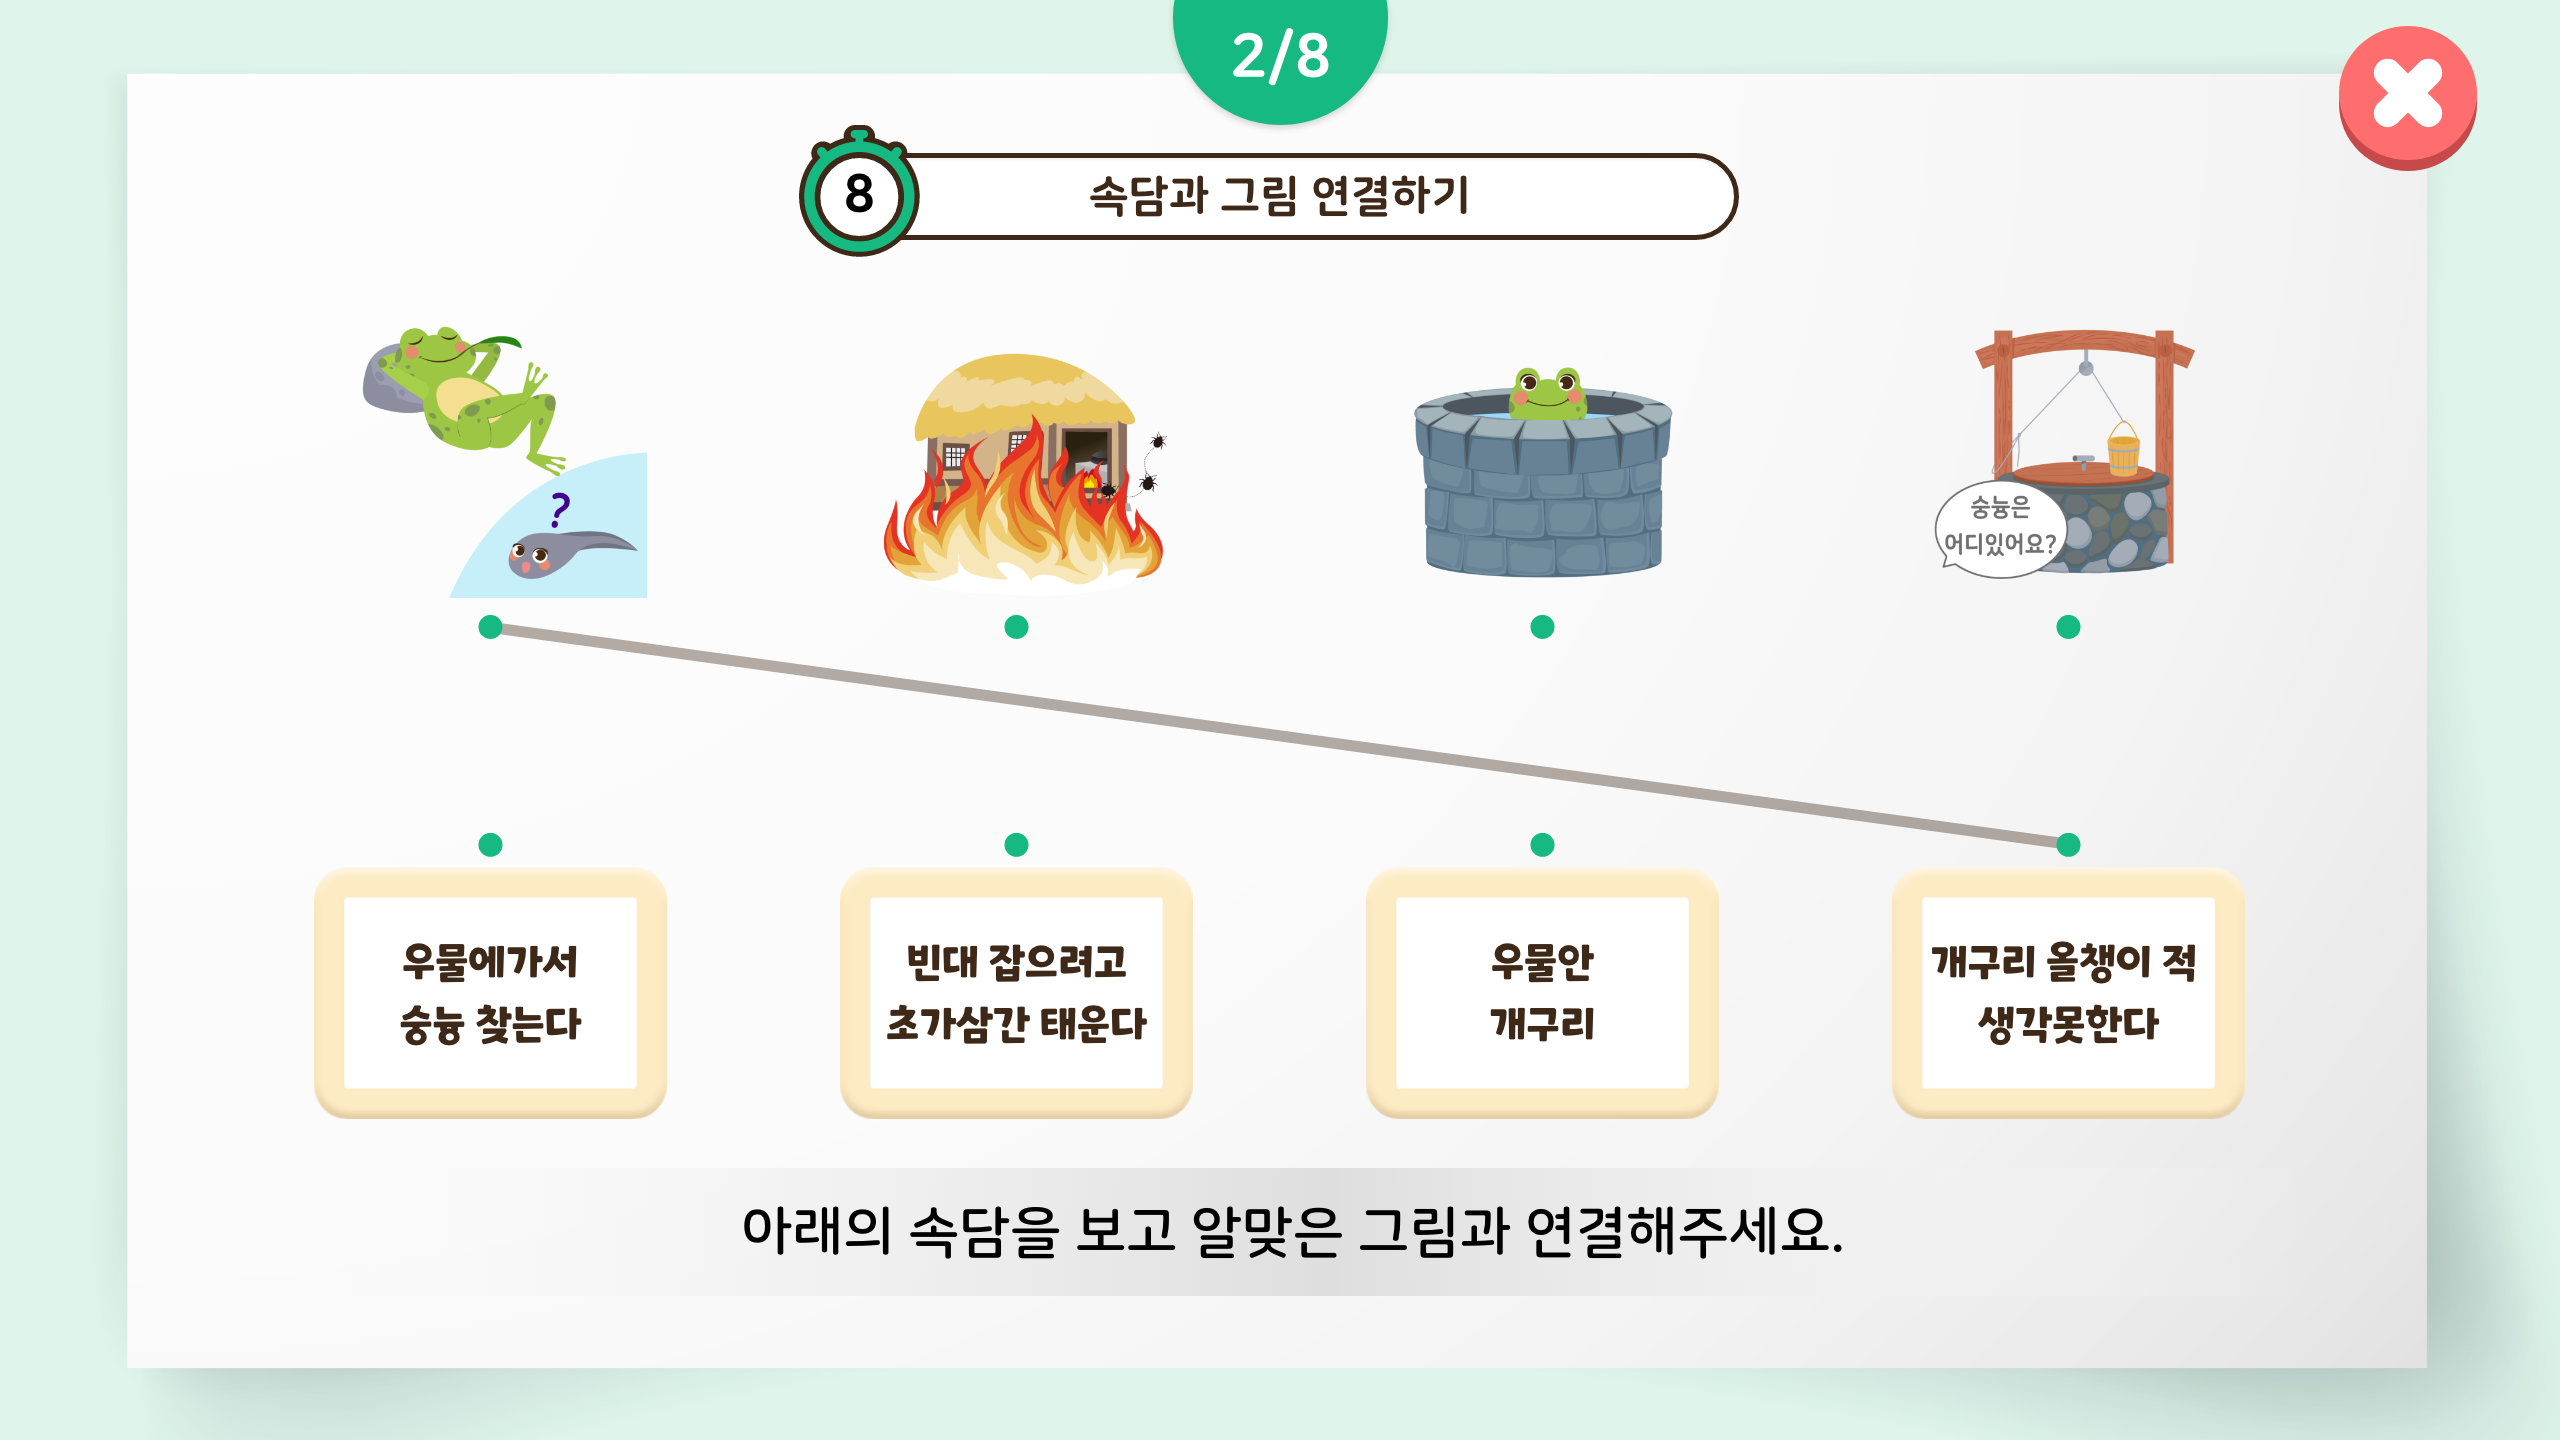 2/8
8
속담과 그림 연결하기
?
숭늉은
어디있어요?
우물에가서
숭늉 찾는다
빈대 잡으려고
초가삼간 태운다
우물안
개구리
개구리 올챙이 적
생각못한다
아래의 속담을 보고 알맞은 그림과 연결해주세요.